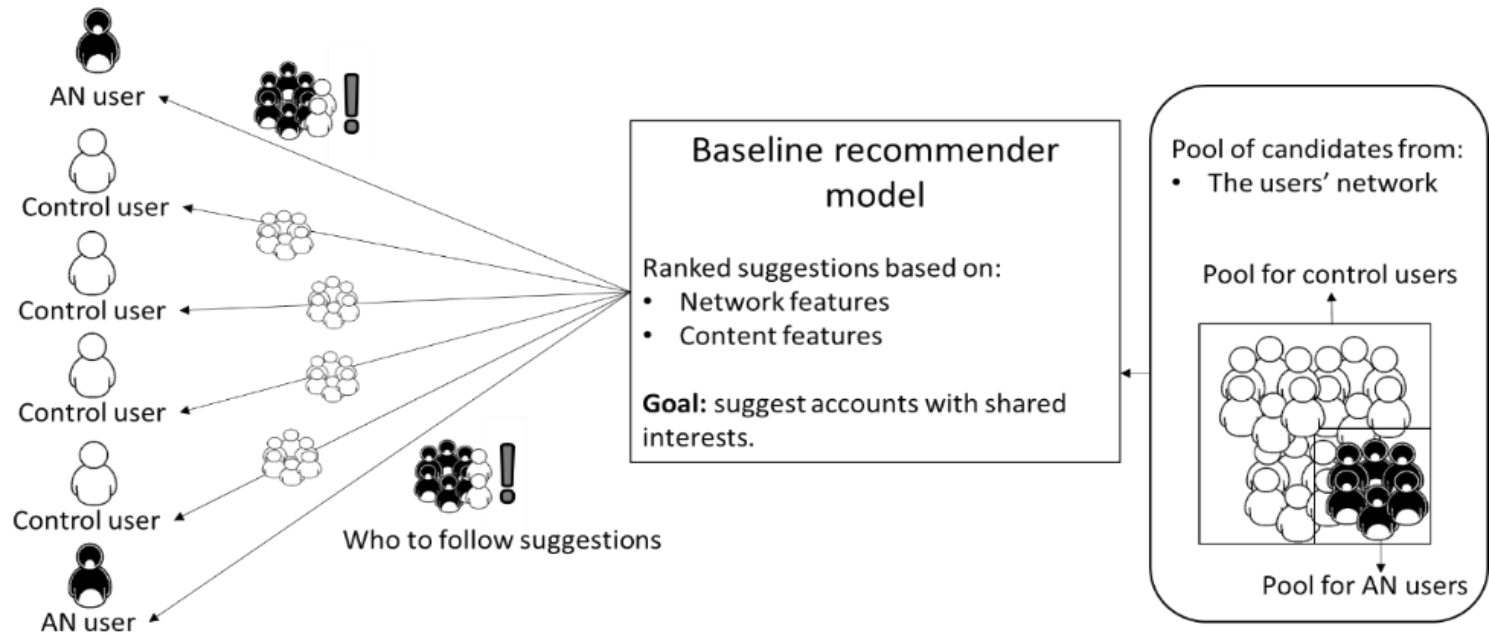 AN user
Control user
Control user
Control user
Control user
AN user
Who to follow suggestions
Baseline recommender
model
Ranked suggestions based on:
• Network features
• Content features
Goal: suggest accounts with shared
interests.
Pool of candidates from:
• The users’ network
Pool for control users
Pool for AN users